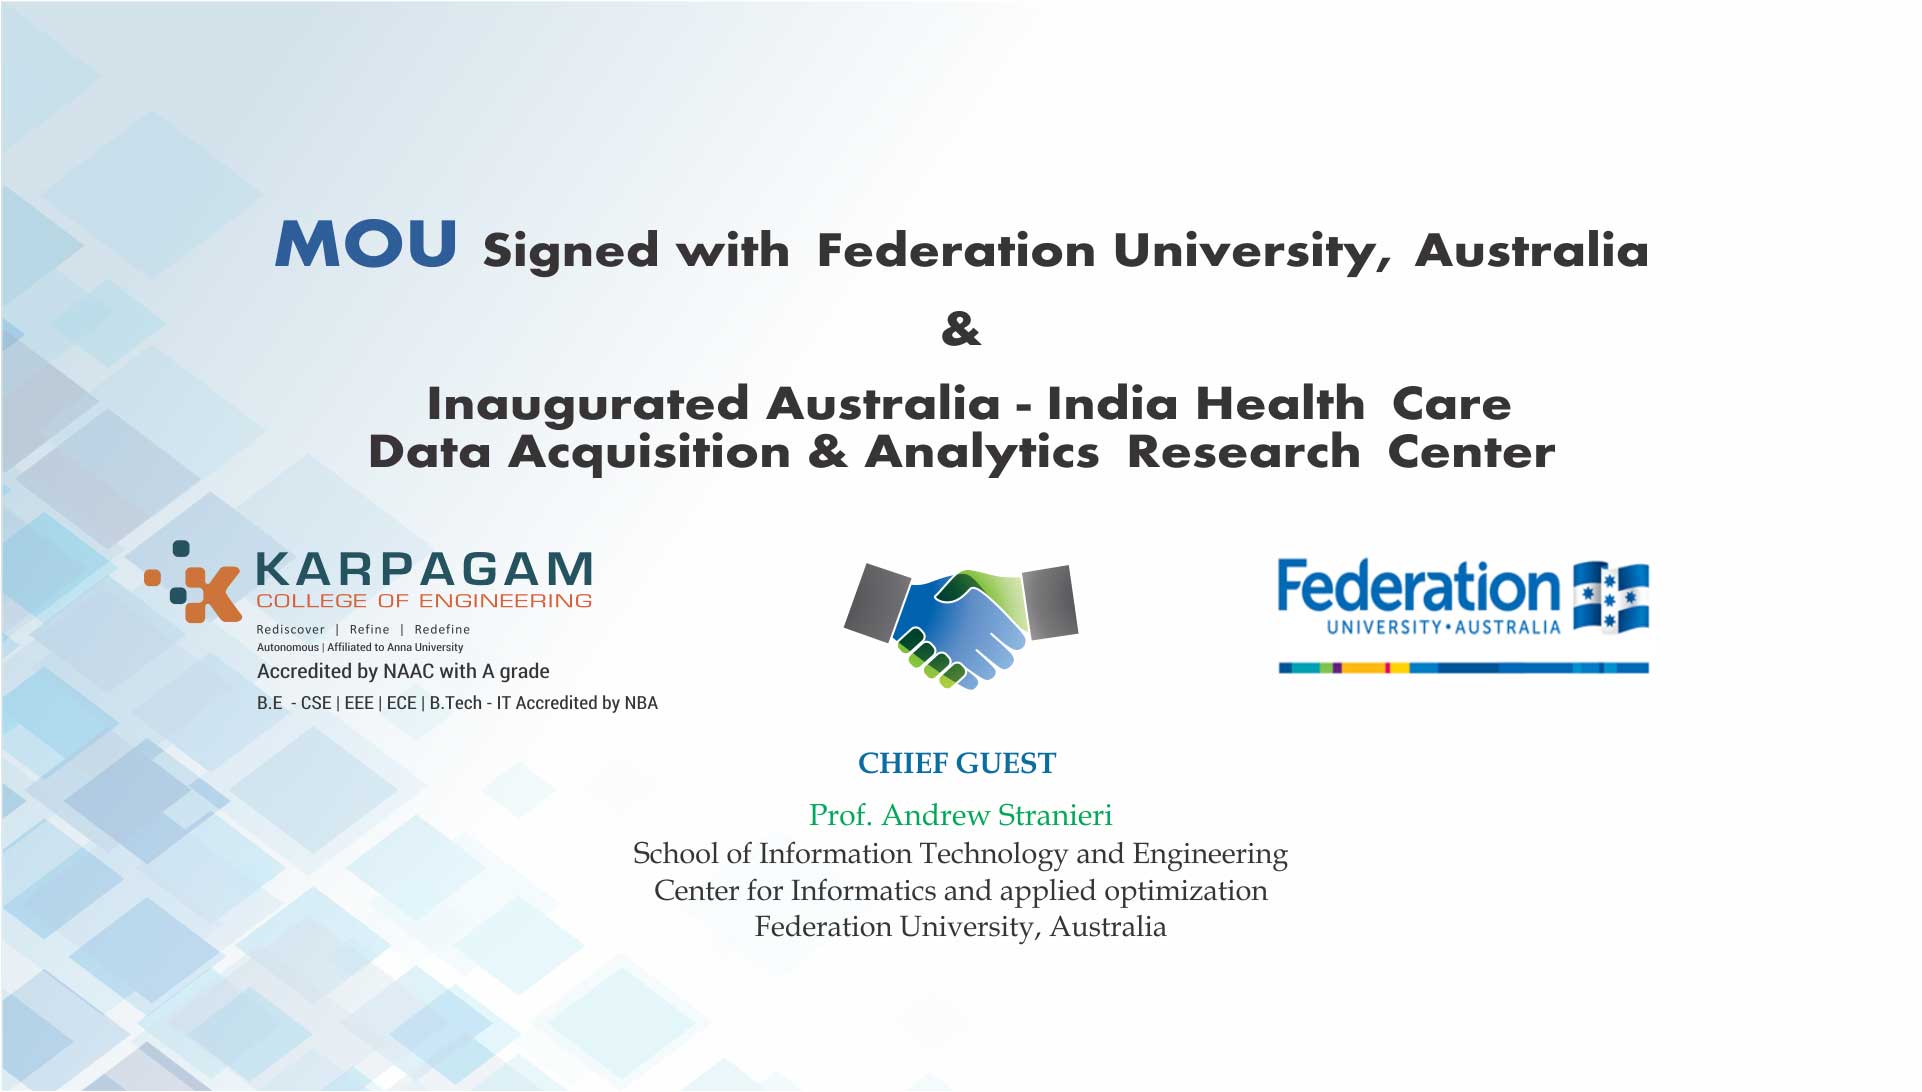 MOU Signed with Federation University, Australia
&
Inaugurated Australia - India Health Care
Data Acquisition & Analytics Research Center
KARPAGAM
COLLEGE OF ENGINEERING
Rediscover | Refine | Redefine
Autonomous | Affiliated to Anna University
Accredited by NAAC with A grade
B.E - CSE | EEE | ECE | B.Tech - IT Accredited by NBA
Federation
UNIVERSITY • AUSTRALIA
CHIEF GUEST
Prof. Andrew Stranieri
School of Information Technology and Engineering
Center for Informatics and applied optimization
Federation University, Australia